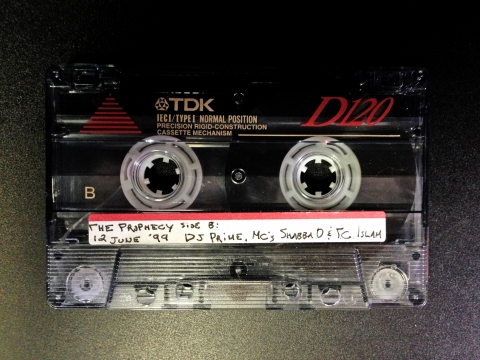 TDK
D120
IECI/TYPE I NORMAL POSITION
PRECISION RIGID-CONSTRUCTION
CASSETTE MECHANISM
B
THE PROPHECY SIDE B:
12 JUNE '99 DJ PRIME, MC'S SHABBA D & TC ISLAM